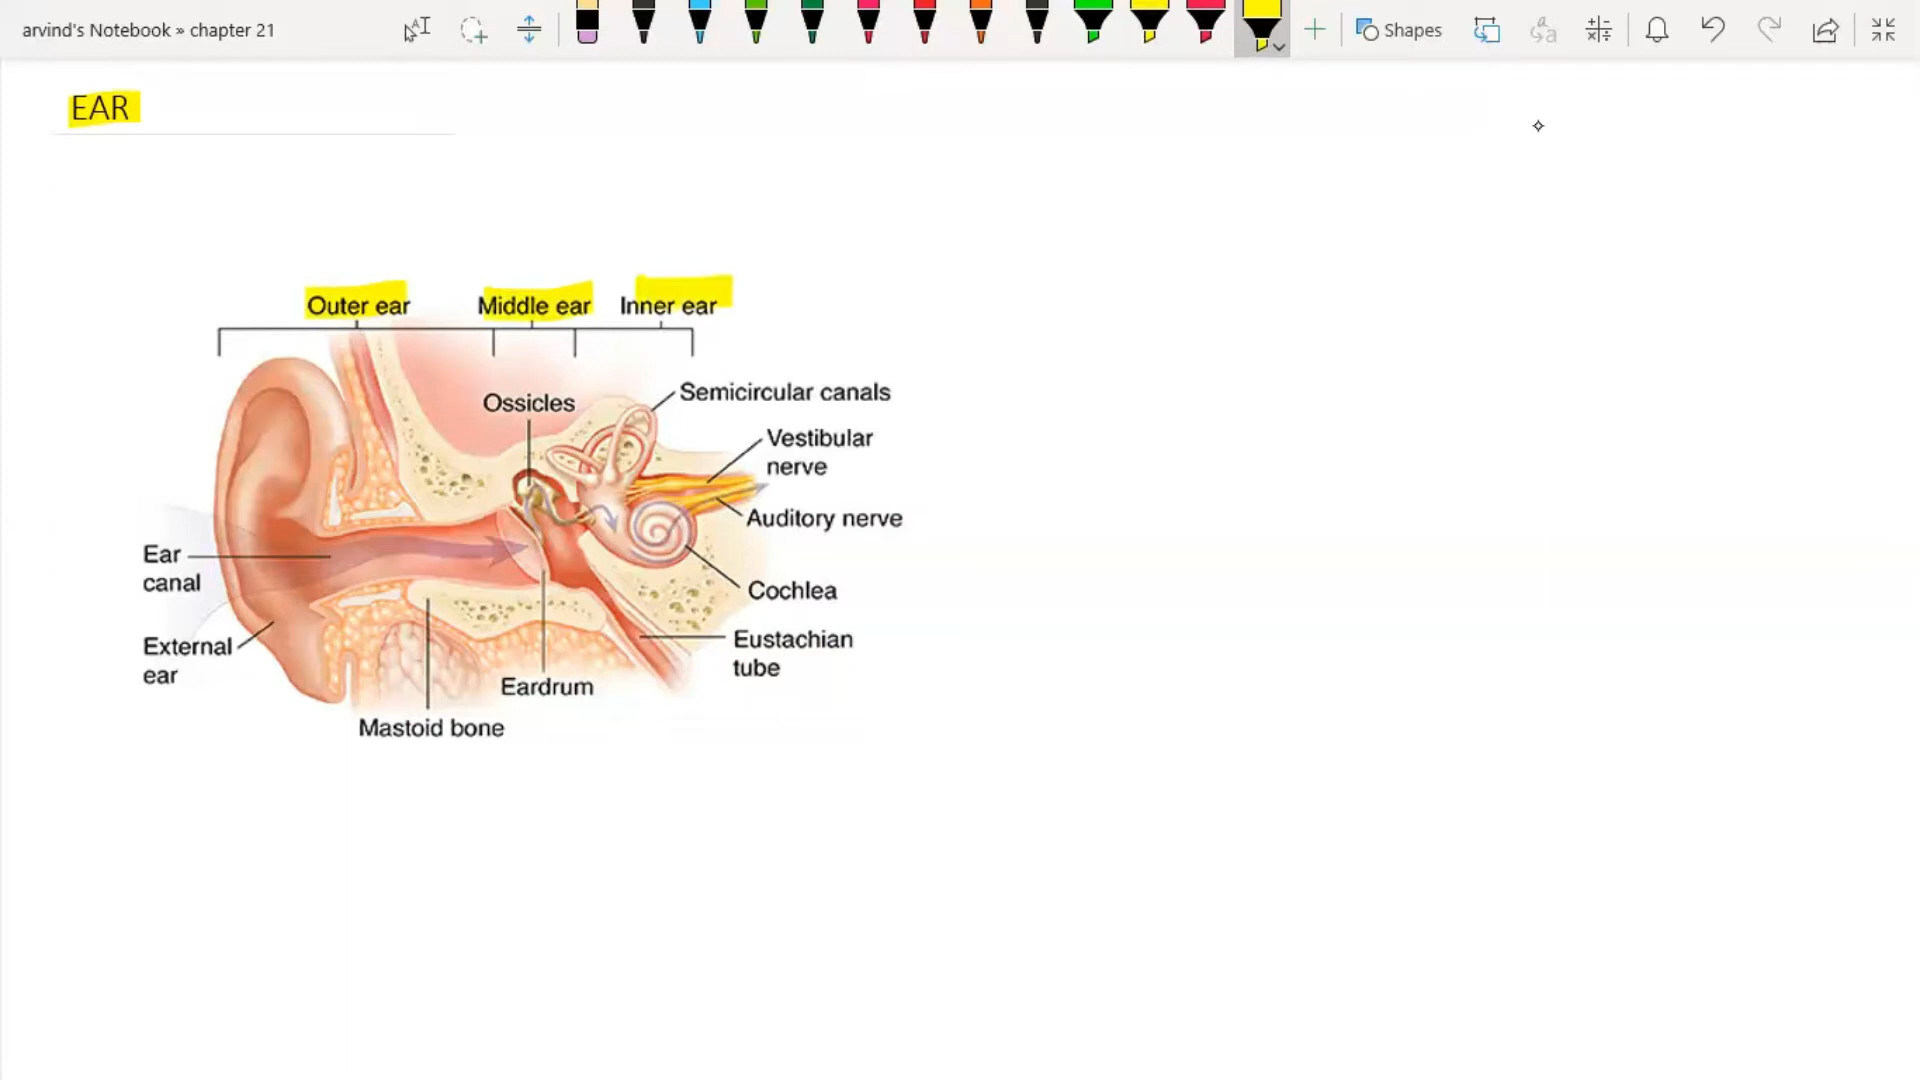 arvind's Notebook » chapter 21
Shapes
EAR
Outer ear
Middle ear
Inner ear
Semicircular canals
Ossicles
Vestibular
nerve
Auditory nerve
Ear
canal
Cochlea
External
ear
Eustachian
tube
Eardrum
Mastoid bone